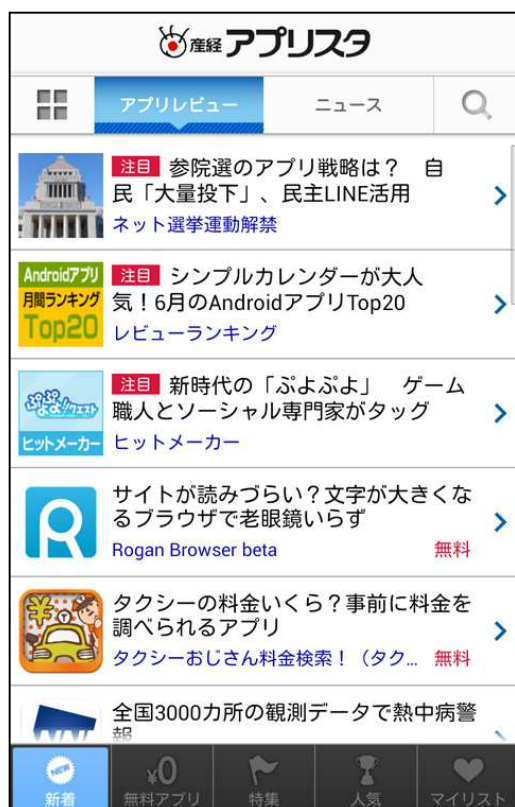 産経アプリスタ
アプリレビュー ニュース
注目 参院選のアプリ戦略は？ 自
民「大量投下」、民主LINE活用
ネット選挙運動解禁
Androidアプリ
月間ランキング
Top20
注目 シンプルカレンダーが大人
気！6月のAndroidアプリTop20
レビューランキング
ぷよぷよ!!クエスト
ヒットメーカー
注目 新時代の「ぷよぷよ」 ゲーム
職人とソーシャル専門家がタッグ
ヒットメーカー
サイトが読みづらい？文字が大きくな
るブラウザで老眼鏡いらず
Rogan Browser beta 無料
タクシーの料金いくら？事前に料金を
調べられるアプリ
タクシーおじさん料金検索！（タク... 無料
全国3000カ所の観測データで熱中病警
報
NEW
新着
¥0
無料アプリ
特集
人気
マイリスト